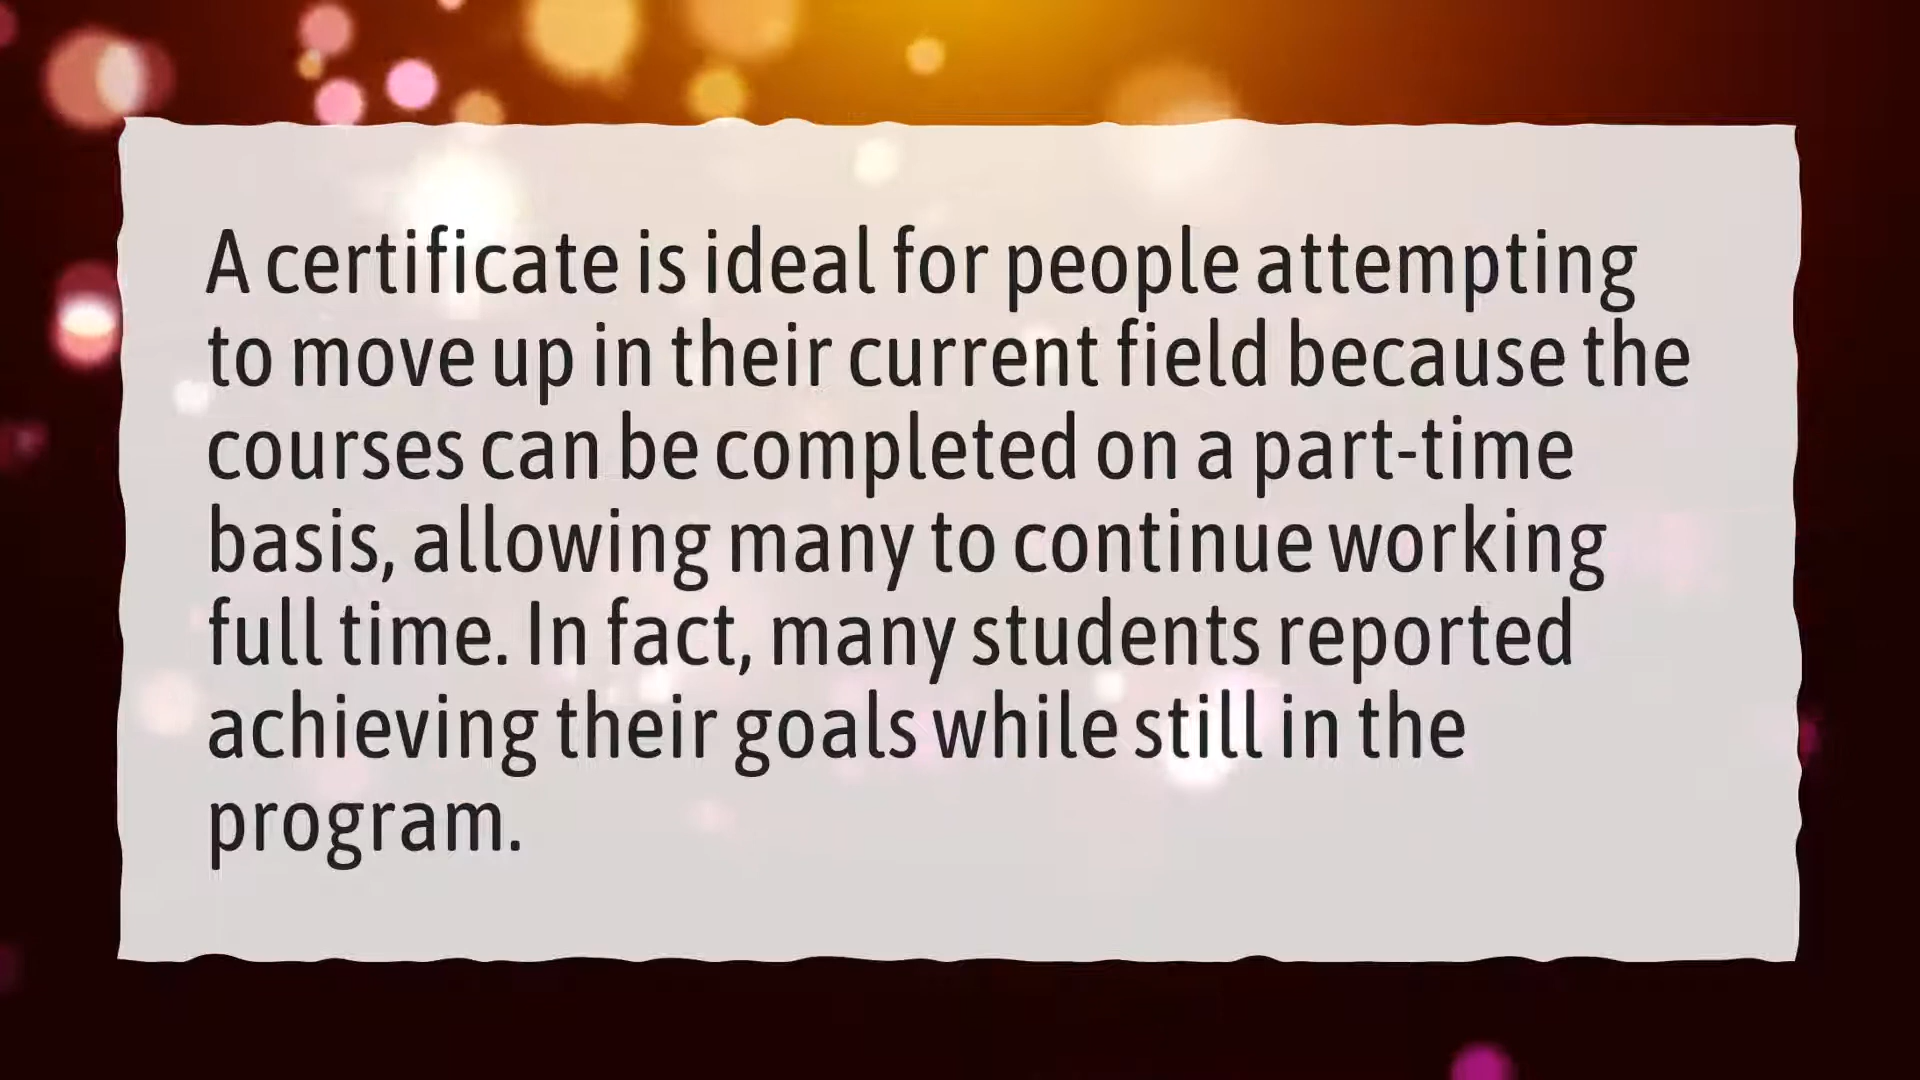 A certificate is ideal for people attempting
to move up in their current field because the
courses can be completed on a part-time
basis, allowing many to continue working
full time. In fact, many students reported
achieving their goals while still in the
program.